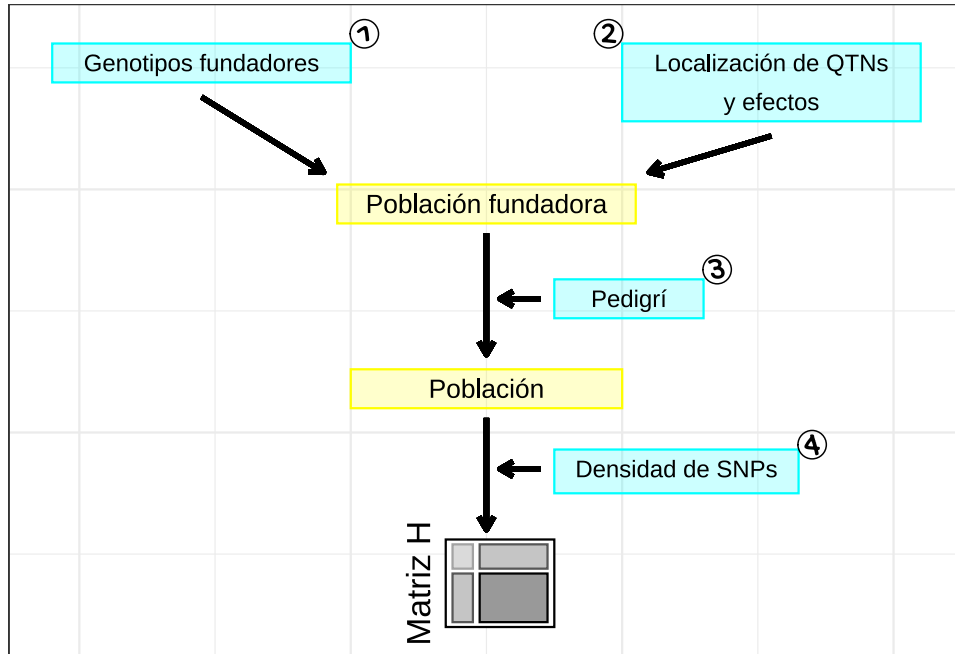 ①
Genotipos fundadores
②
Localización de QTNs
y efectos
Población fundadora
③
Pedigrí
Población
④
Densidad de SNPs
Matriz H